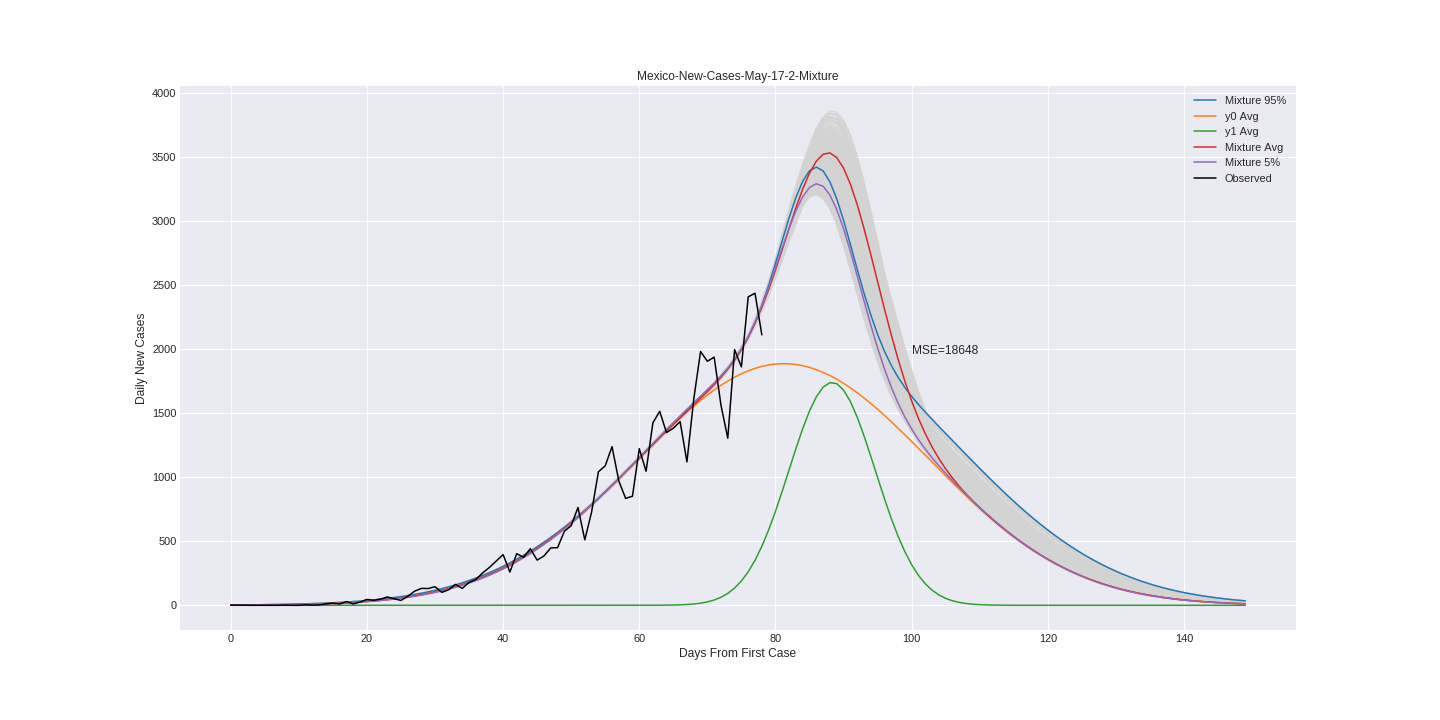 Mexico-New-Cases-May-17-2-Mixture
4000
3500
3000
2500
2000
1500
1000
500
0
Daily New Cases
Mixture 95%
y0 Avg
y1 Avg
Mixture Avg
Mixture 5%
Observed
MSE=18648
0 20 40 60 80 100 120 140
Days From First Case